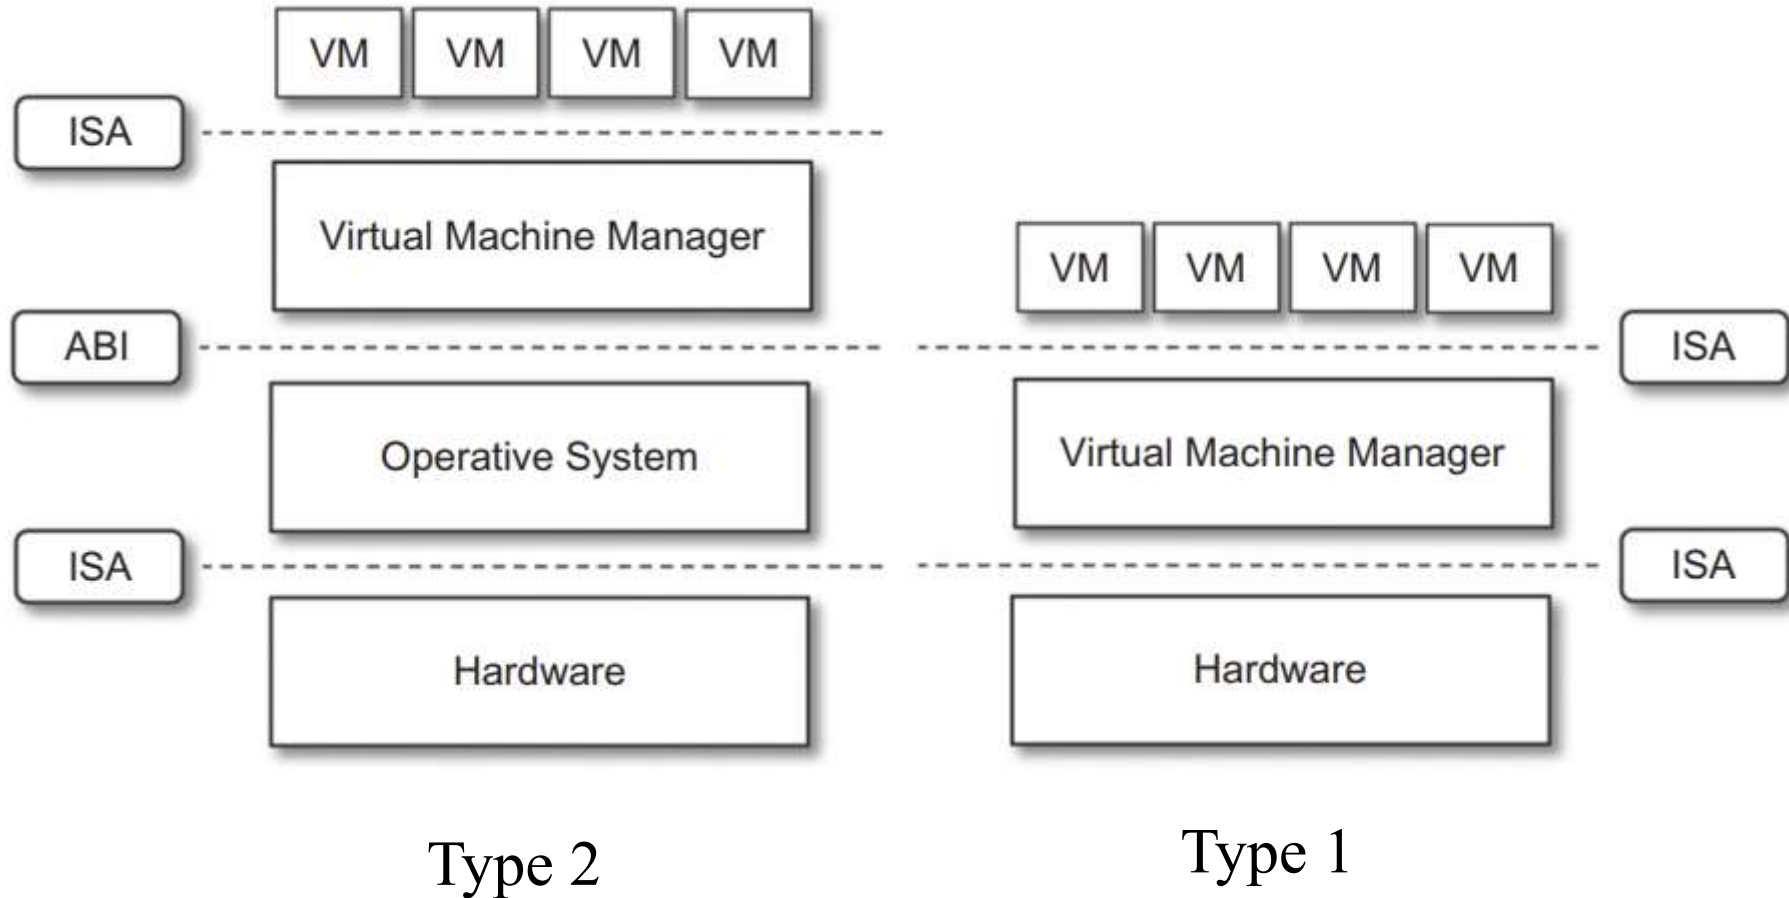 VM VM VM VM
ISA
Virtual Machine Manager
ABI
Operative System
ISA
Hardware
Type 2
VM VM VM VM
ISA
Virtual Machine Manager
ISA
Hardware
Type 1